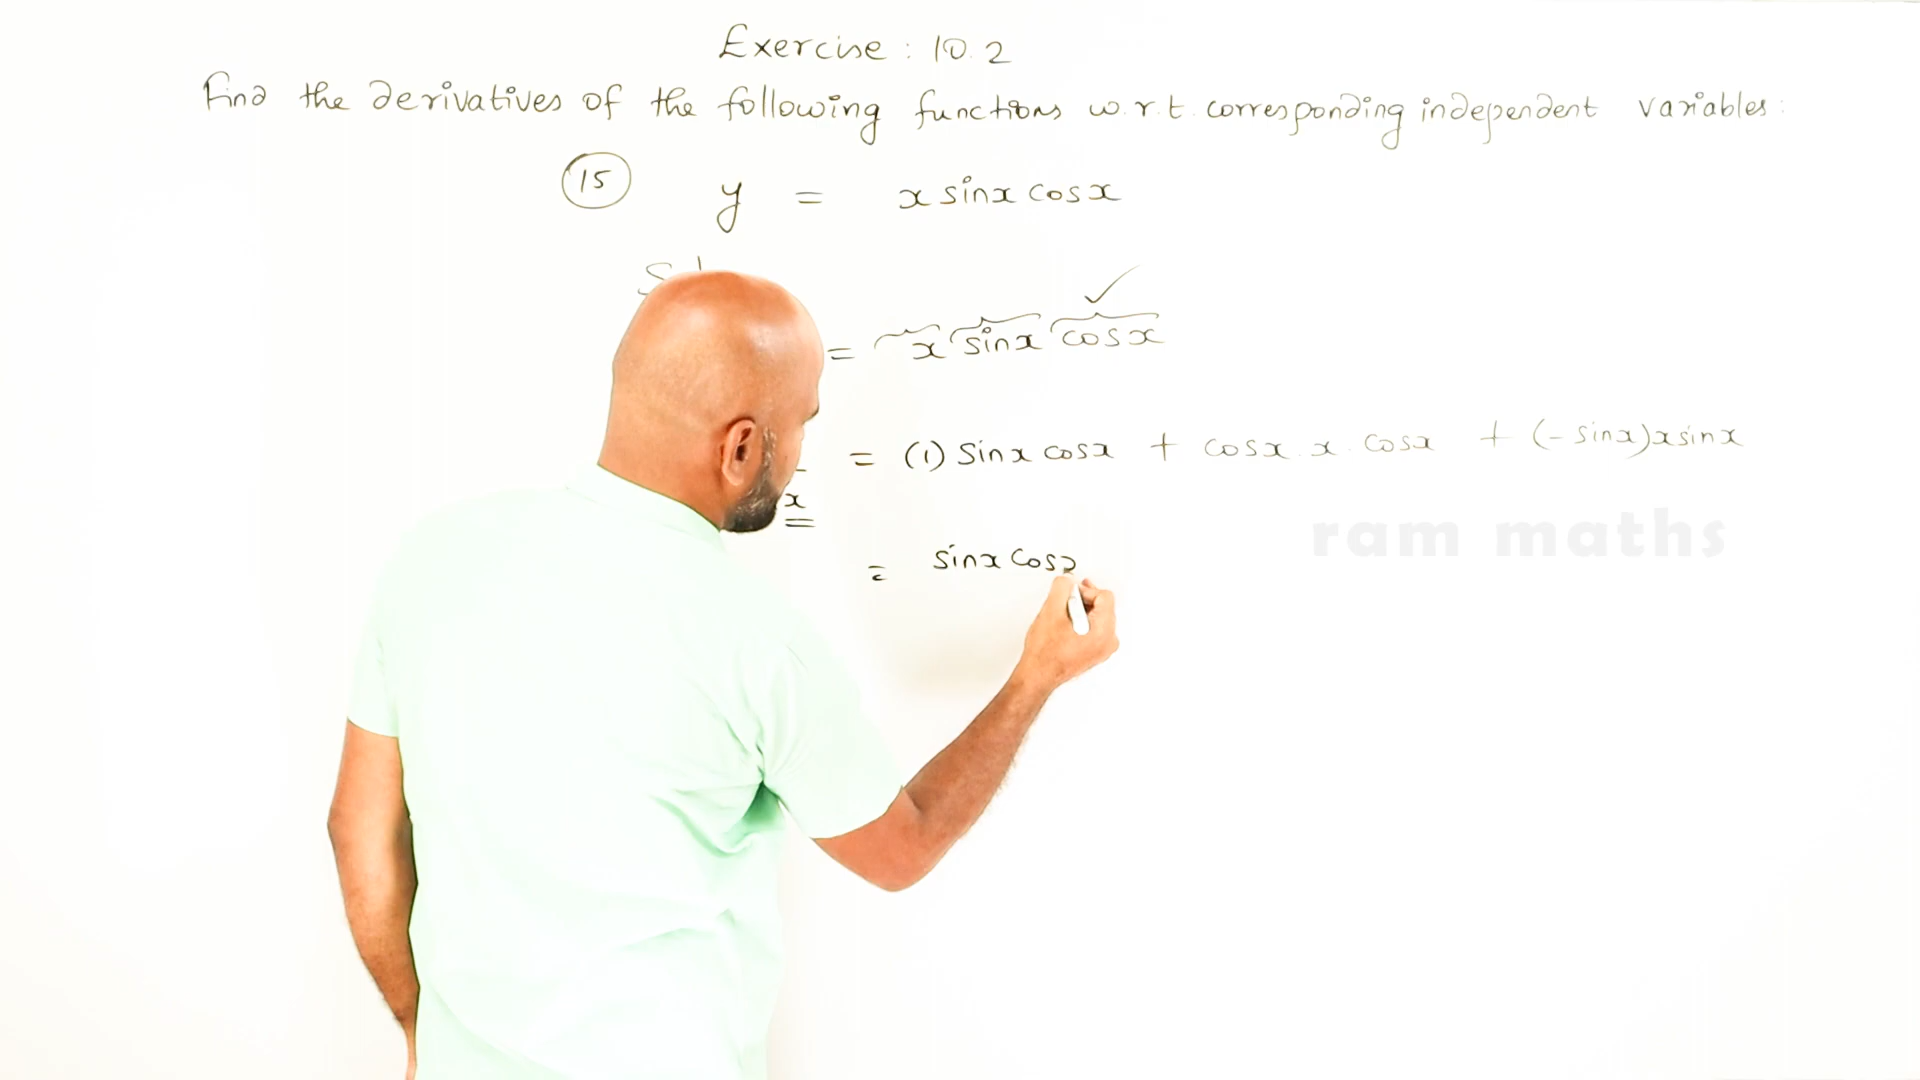 Exercise : 10.2
Find the derivatives of the following functions w.r.t. corresponding independent variables:
15 y = x sinx cosx
= x sinx cosx
x = (1) sinx cosx + cosx . x . cosx + (- sinx) x sinx
ram maths
= sinx cosx